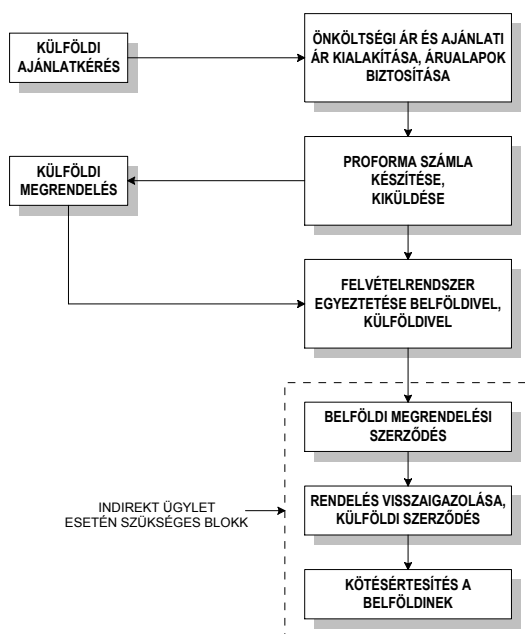 KÜLFÖLDI
AJÁNLATKÉRÉS
ÖNKÖLTSÉGI ÁR ÉS AJÁNLATI
ÁR KIALAKÍTÁSA, ÁRUALAPOK
BIZTOSÍTÁSA
KÜLFÖLDI
MEGRENDELÉS
PROFORMA SZÁMLA
KÉSZÍTÉSE,
KIKÜLDÉSE
FELVÉTELRENDSZER
EGYEZTETÉSE BELFÖLDIVEL,
KÜLFÖLDIVEL
BELFÖLDI MEGRENDELÉSI
SZERZŐDÉS
INDIREKT ÜGYLET
ESETÉN SZÜKSÉGES BLOKK
RENDELÉS VISSZAIGAZOLÁSA,
KÜLFÖLDI SZERZŐDÉS
KÖTÉSÉRTESÍTÉS A
BELFÖLDINEK